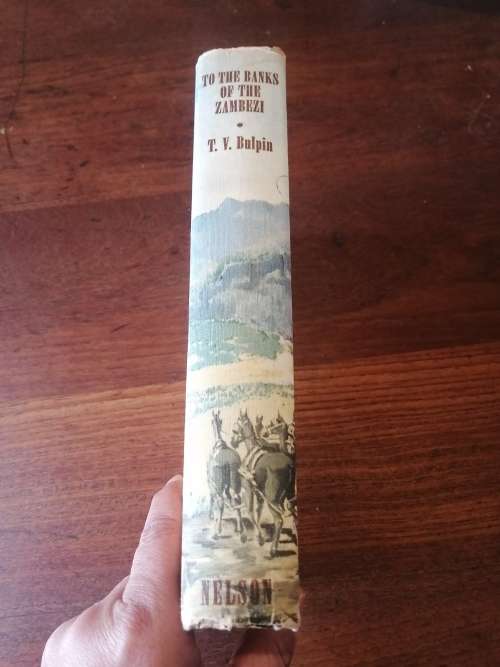 TO THE BANKS
OF THE
ZAMBEZI
T. V. Bulpin
NELSON